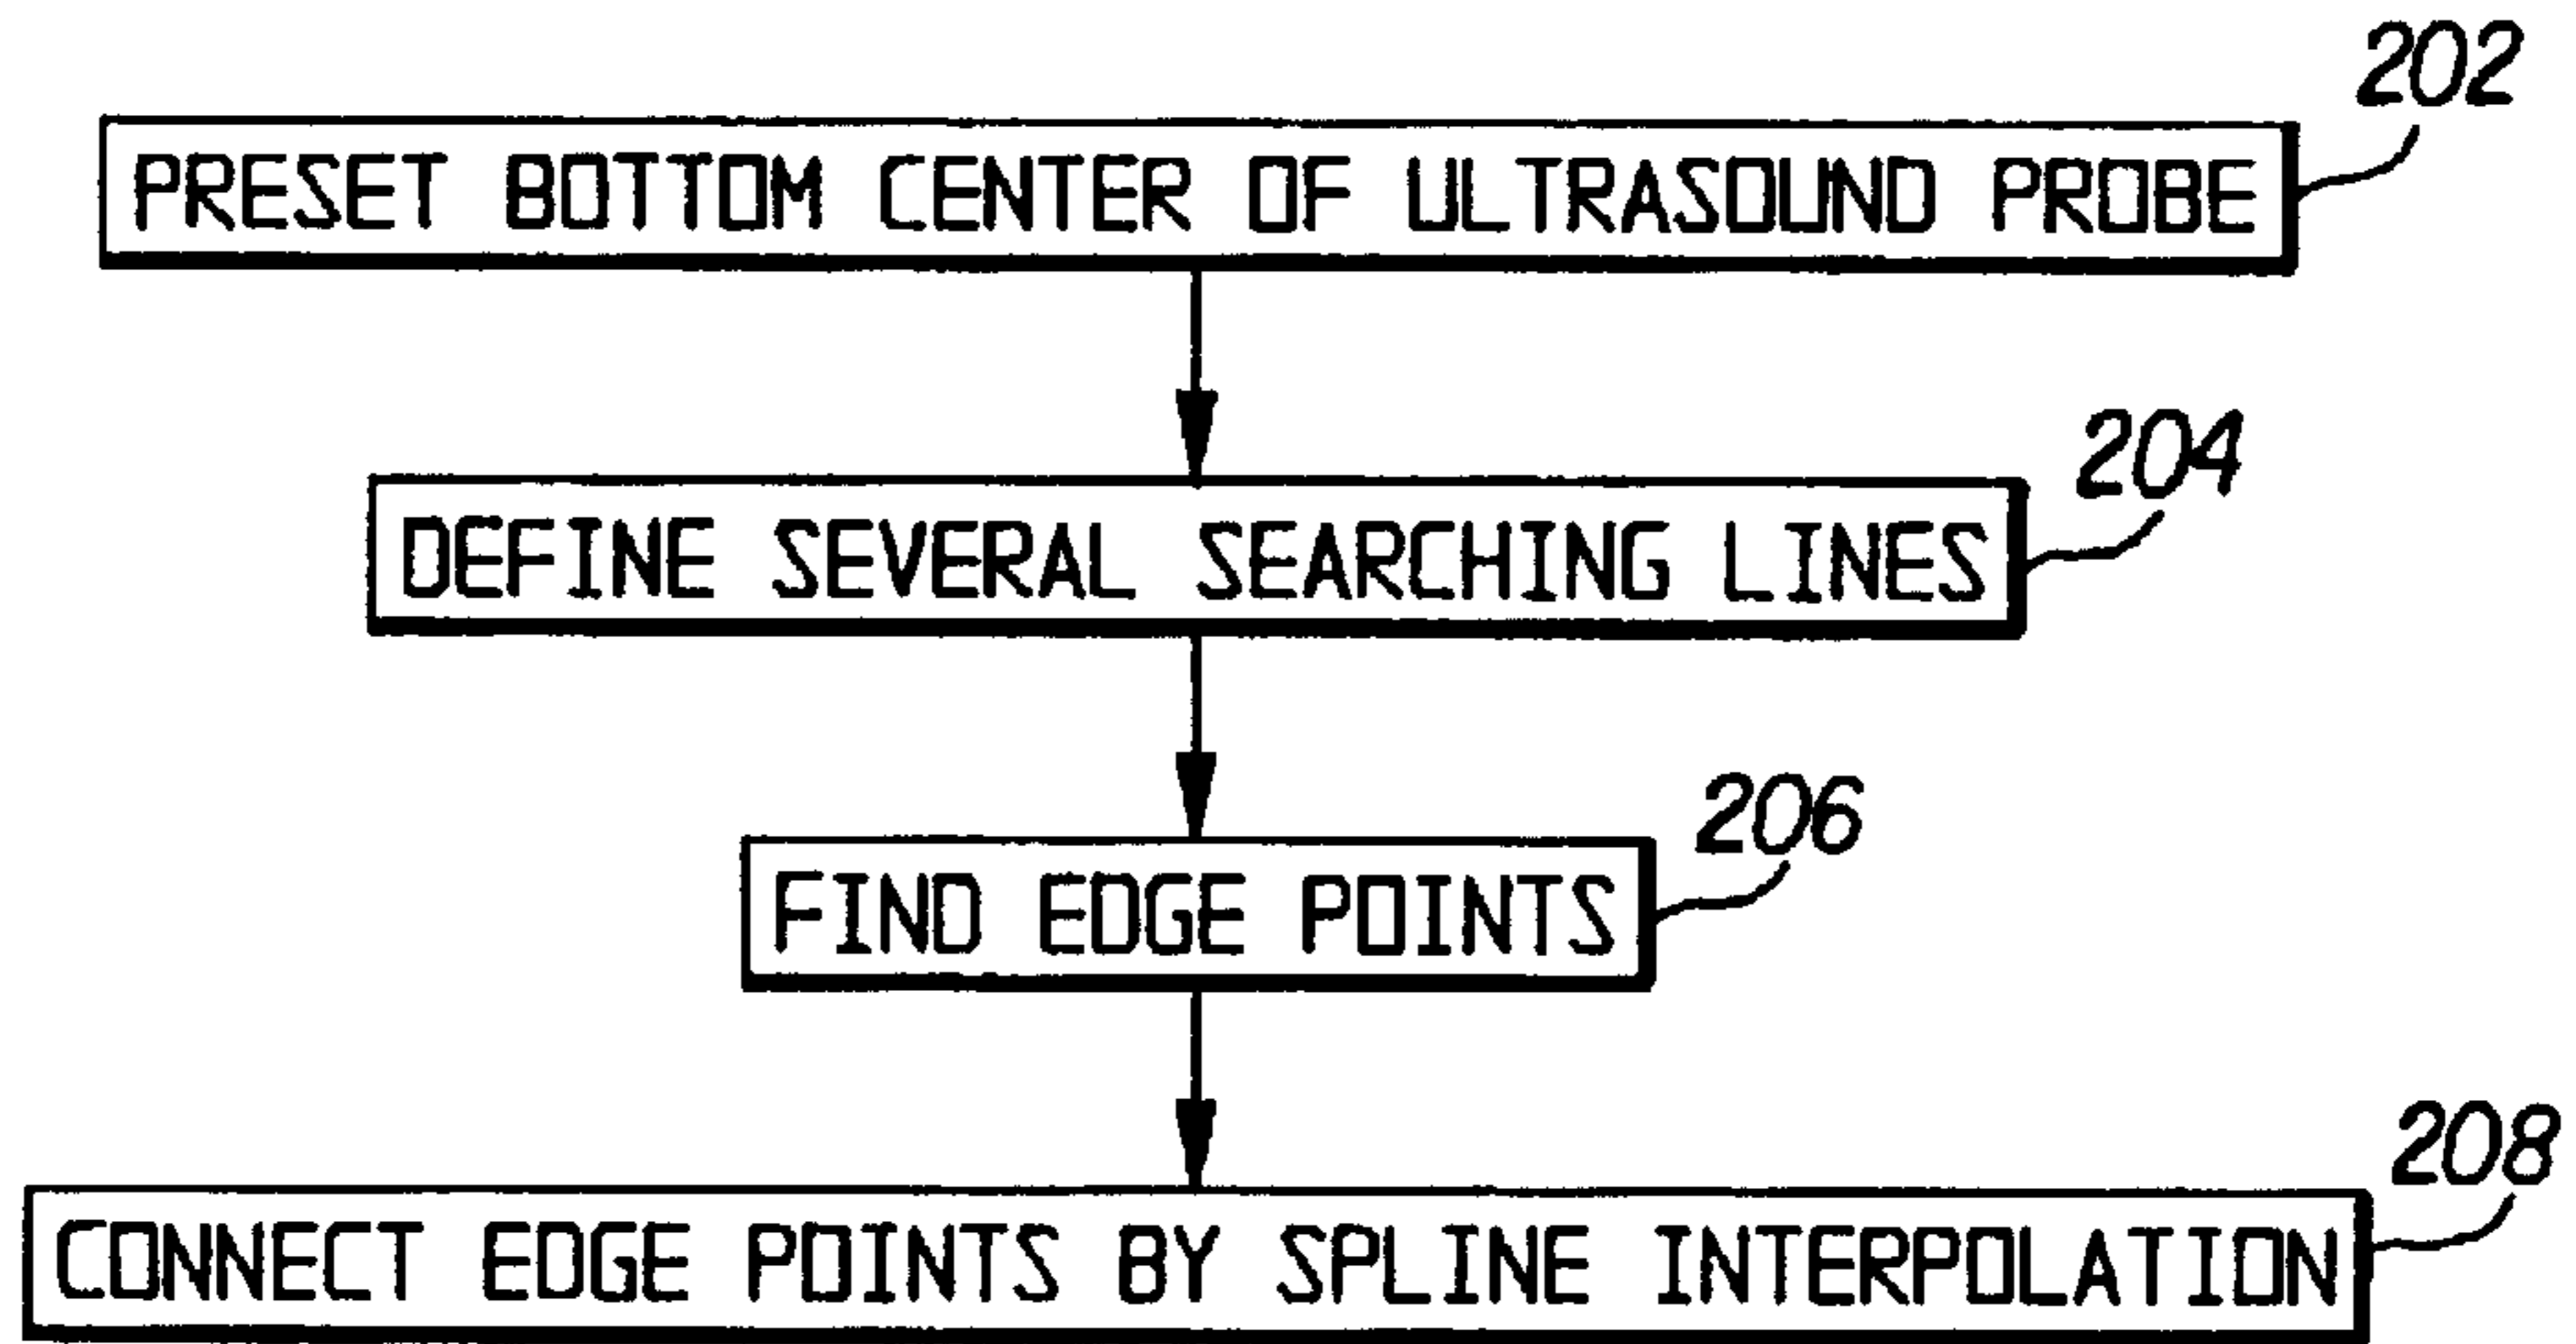 202
PRESET BOTTOM CENTER OF ULTRASOUND PROBE
204
DEFINE SEVERAL SEARCHING LINES
206
FIND EDGE POINTS
208
CONNECT EDGE POINTS BY SPLINE INTERPOLATION